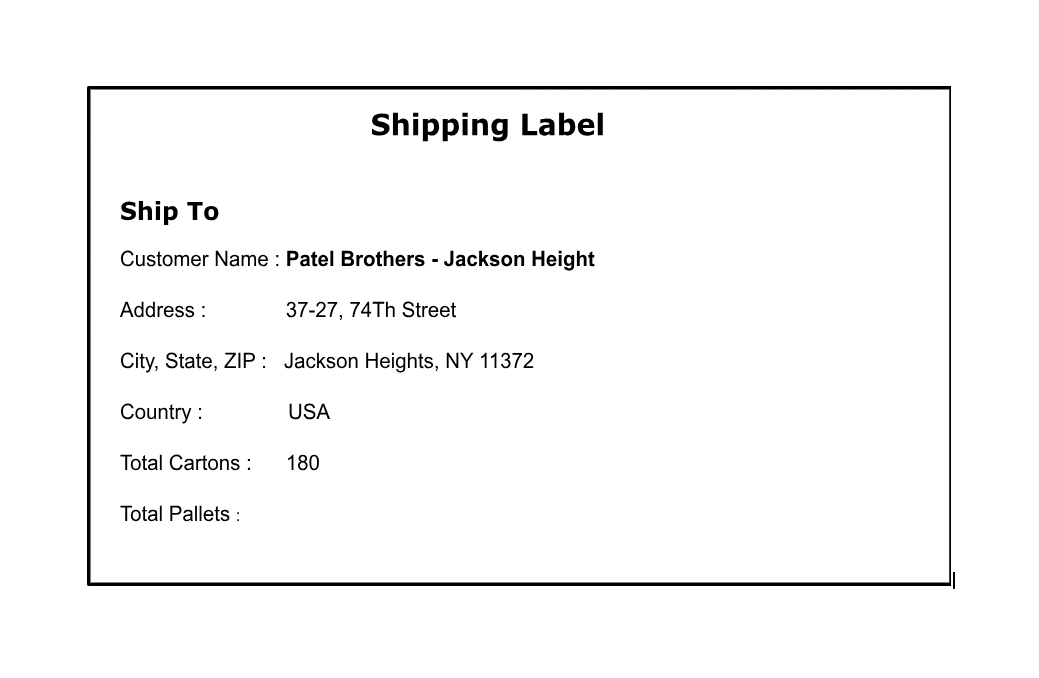 Shipping Label
Ship To
Customer Name : Patel Brothers - Jackson Height
Address : 37-27, 74Th Street
City, State, ZIP : Jackson Heights, NY 11372
Country : USA
Total Cartons : 180
Total Pallets :